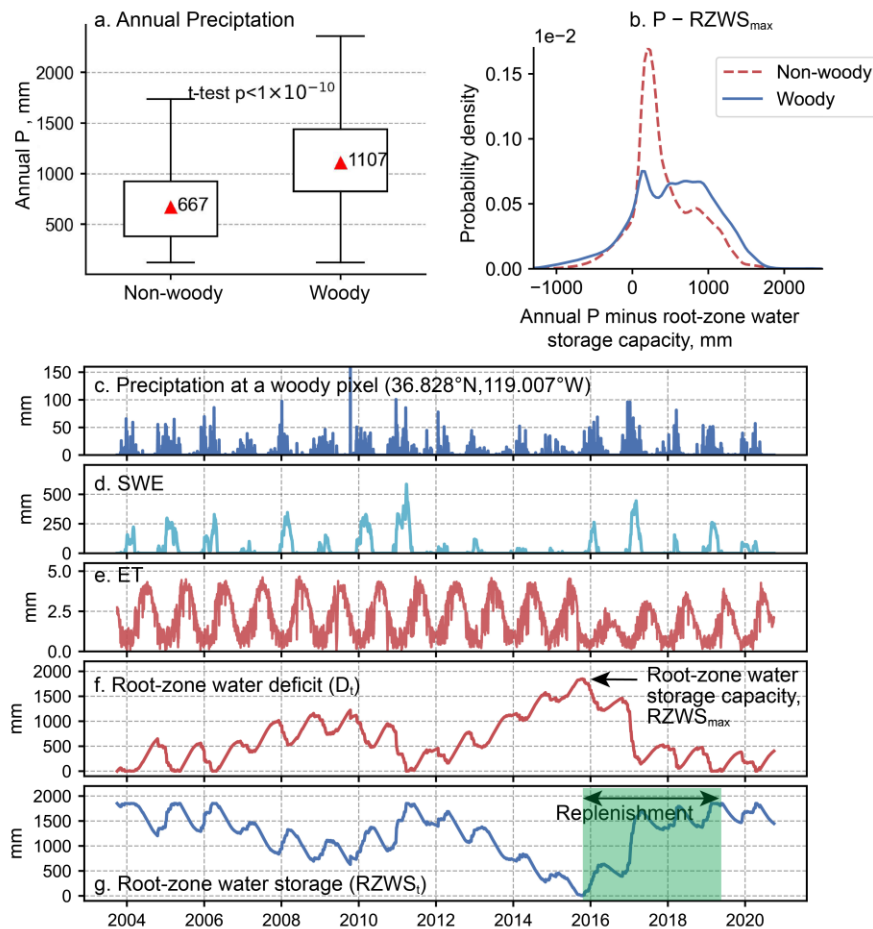 a. Annual Precipitation
Annual P , mm
2000
1500
1000
500
t-test p<1×10⁻¹⁰
667
1107
Non-woody
Woody
b. P − RZWSmax
1e-2
Probability density
0.15
0.10
0.05
0.00
Non-woody
Woody
−1000
0
1000
2000
Annual P minus root-zone water
storage capacity, mm
c. Preciptation at a woody pixel (36.828°N,119.007°W)
mm
150
100
50
0
d. SWE
mm
500
250
0
e. ET
mm
5.0
2.5
0.0
f. Root-zone water deficit (Dt)
mm
2000
1500
1000
500
0
Root-zone water
storage capacity,
RZWSmax
mm
2000
1500
1000
500
0
Replenishment
g. Root-zone water storage (RZWSt)
2004
2006
2008
2010
2012
2014
2016
2018
2020